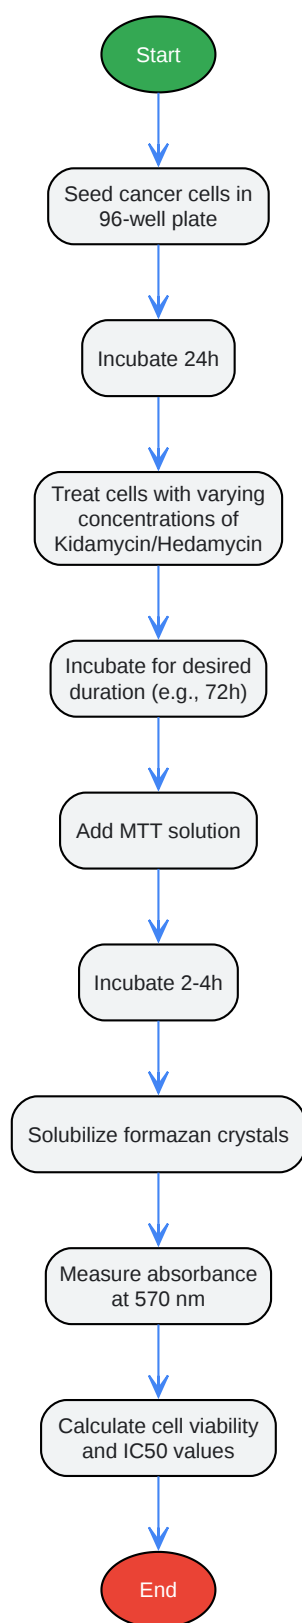 Start
Seed cancer cells in
96-well plate
Incubate 24h
Treat cells with varying
concentrations of
Kidamycin/Hedamycin
Incubate for desired
duration (e.g., 72h)
Add MTT solution
Incubate 2-4h
Solubilize formazan crystals
Measure absorbance
at 570 nm
Calculate cell viability
and IC50 values
End